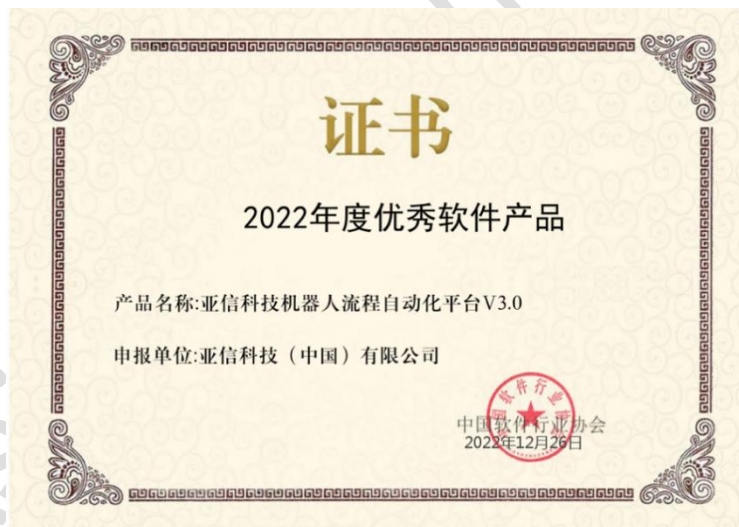 证书
2022年度优秀软件产品
产品名称:亚信科技机器人流程自动化平台V3.0
申报单位:亚信科技（中国）有限公司
中国软件行业协会
2022年12月26日